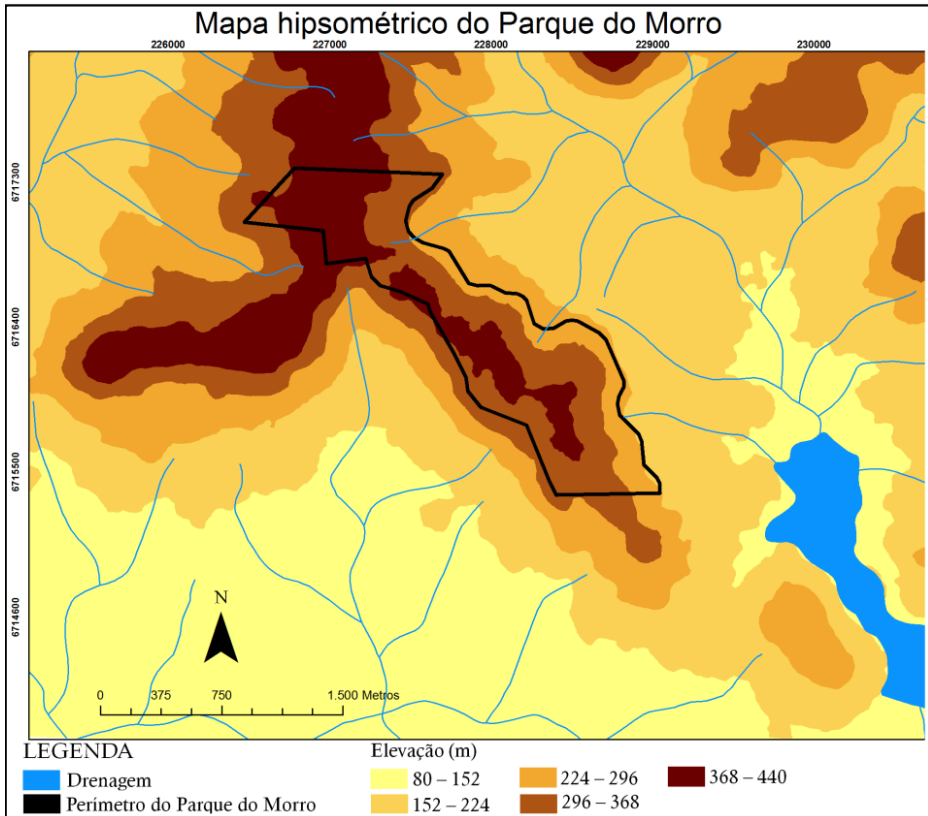 Mapa hipsométrico do Parque do Morro
226000 227000 228000 229000 230000
6717300
6716400
6715500
6714600
N
0 375 750 1.500 Metros
LEGENDA
Drenagem
Perímetro do Parque do Morro
Elevação (m)
80 – 152
152 – 224
224 – 296
296 – 368
368 – 440